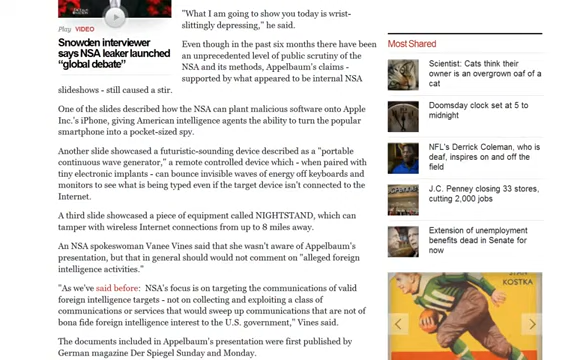 Play VIDEO
Snowden interviewer
says NSA leaker launched
“global debate”
"What I am going to show you today is wrist-
slittingly depressing," he said.
Even though in the past six months there have been
an unprecedented level of public scrutiny of the
NSA and its methods, Appelbaum's claims -
supported by what appeared to be internal NSA
slideshows - still caused a stir.
One of the slides described how the NSA can plant malicious software onto Apple
Inc.'s iPhone, giving American intelligence agents the ability to turn the popular
smartphone into a pocket-sized spy.
Another slide showcased a futuristic-sounding device described as a "portable
continuous wave generator," a remote controlled device which - when paired with
tiny electronic implants - can bounce invisible waves of energy off keyboards and
monitors to see what is being typed even if the target device isn't connected to the
Internet.
A third slide showcased a piece of equipment called NIGHTSTAND, which can
tamper with wireless Internet connections from up to 8 miles away.
An NSA spokeswoman Vanee Vines said that she wasn't aware of Appelbaum's
presentation, but that in general should would not comment on "alleged foreign
intelligence activities."
"As we've said before: NSA's focus is on targeting the communications of valid
foreign intelligence targets - not on collecting and exploiting a class of
communications or services that would sweep up communications that are not of
bona fide foreign intelligence interest to the U.S. government," Vines said.
The documents included in Appelbaum's presentation were first published by
German magazine Der Spiegel Sunday and Monday.
Most Shared
Scientist: Cats think their
owner is an overgrown oaf of a
cat
Doomsday clock set at 5 to
midnight
NFL's Derrick Coleman, who is
deaf, inspires on and off the
field
J.C. Penney closing 33 stores,
cutting 2,000 jobs
Extension of unemployment
benefits dead in Senate for
now
KOSTKA